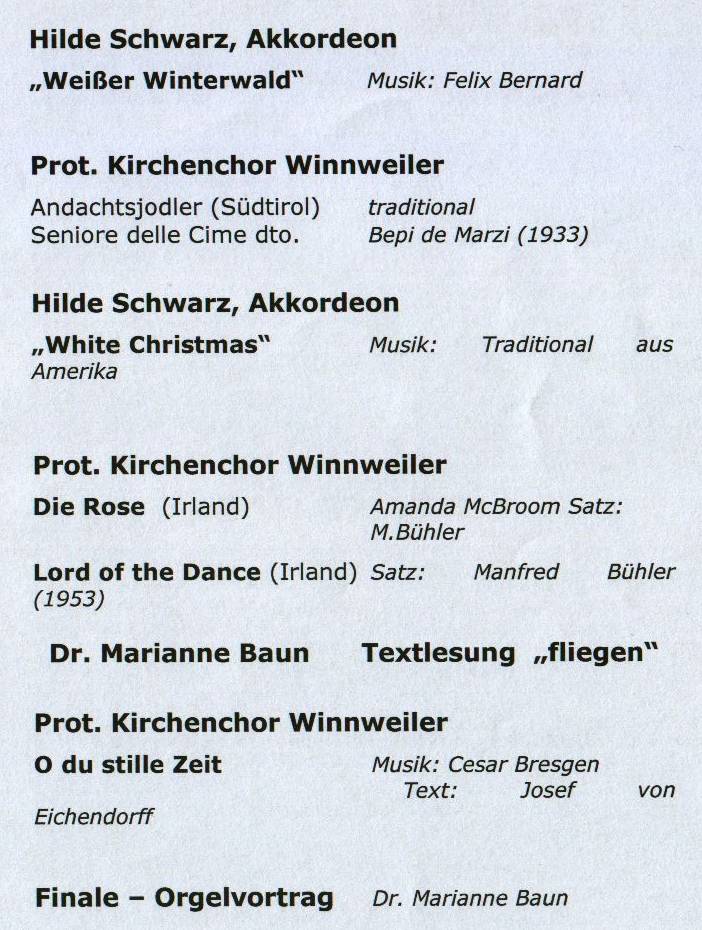 Hilde Schwarz, Akkordeon
„Weißer Winterwald“ Musik: Felix Bernard
Prot. Kirchenchor Winnweiler
Andachtsjodler (Südtirol) traditional
Seniore delle Cime dto. Bepi de Marzi (1933)
Hilde Schwarz, Akkordeon
„White Christmas“ Musik: Traditional aus
Amerika
Prot. Kirchenchor Winnweiler
Die Rose (Irland) Amanda McBroom Satz:
M.Bühler
Lord of the Dance (Irland) Satz: Manfred Bühler
(1953)
Dr. Marianne Baun Textlesung „fliegen“
Prot. Kirchenchor Winnweiler
O du stille Zeit Musik: Cesar Bresgen
Text: Josef von
Eichendorff
Finale – Orgelvortrag Dr. Marianne Baun